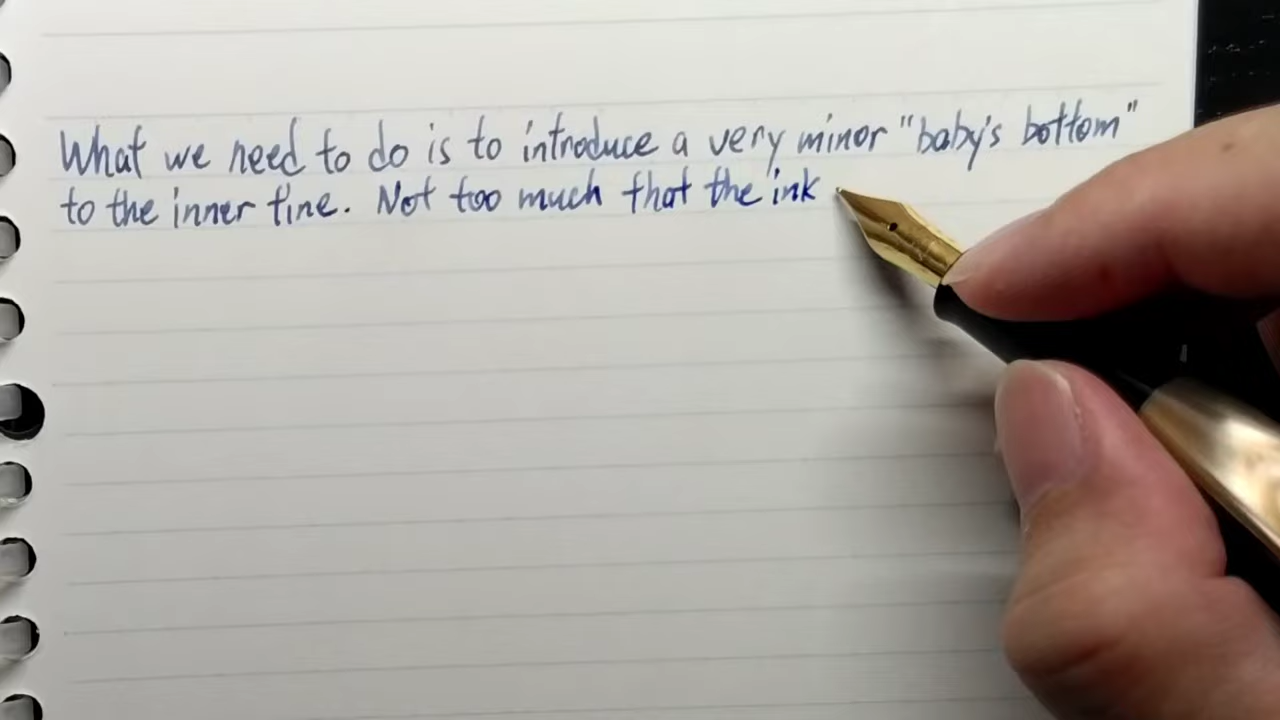 What we need to do is to introduce a very minor "baby's bottom"
to the inner tine. Not too much that the ink